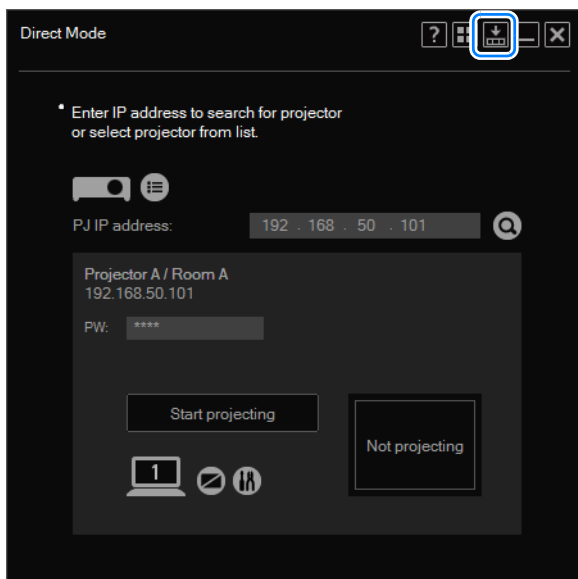 Direct Mode
?
Enter IP address to search for projector
or select projector from list.
PJ IP address: 192 . 168 . 50 . 101
Projector A / Room A
192.168.50.101
PW: ****
Start projecting
Not projecting
1